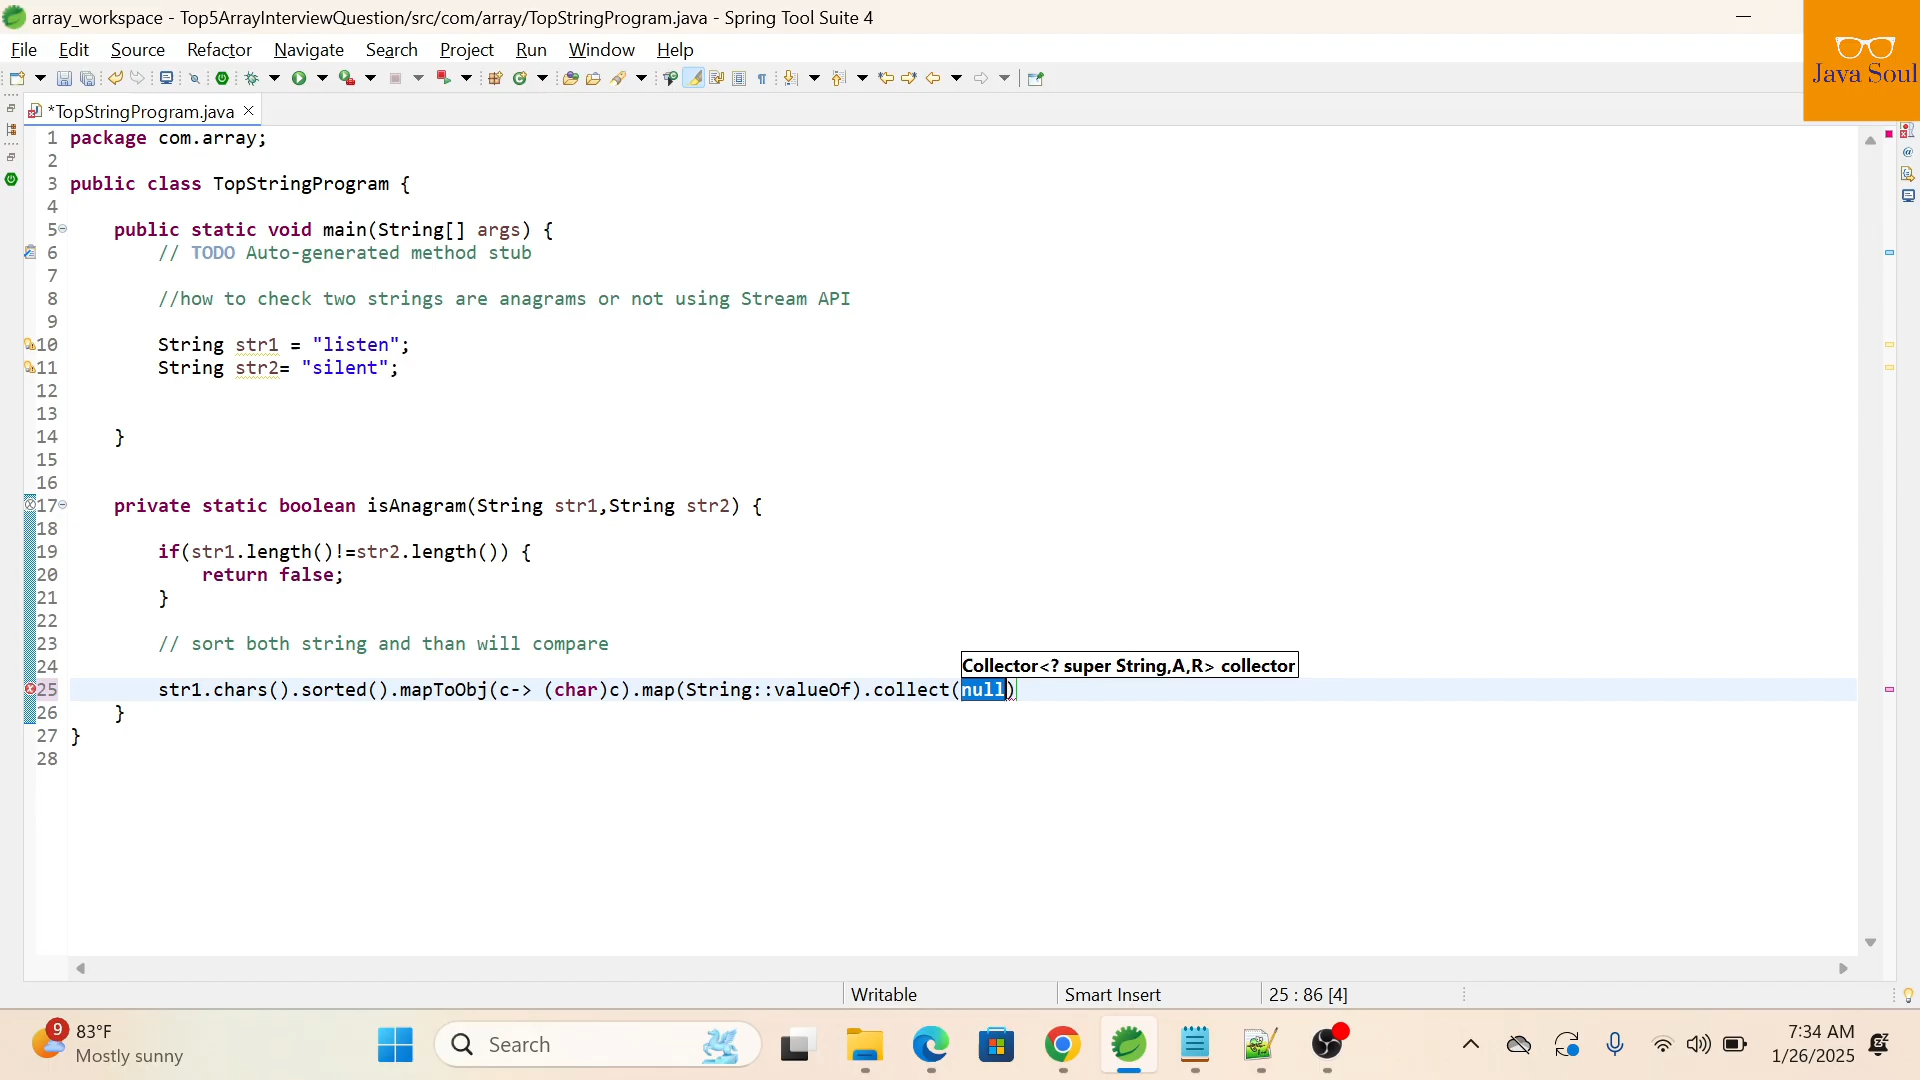 array_workspace - Top5ArrayInterviewQuestion/src/com/array/TopStringProgram.java - Spring Tool Suite 4
Java Soul
File Edit Source Refactor Navigate Search Project Run Window Help
*TopStringProgram.java
1 package com.array;
2
3 public class TopStringProgram {
4
5 public static void main(String[] args) {
6 // TODO Auto-generated method stub
7
8 //how to check two strings are anagrams or not using Stream API
9
10 String str1 = "listen";
11 String str2= "silent";
12
13
14 }
15
16
17 private static boolean isAnagram(String str1,String str2) {
18
19 if(str1.length()!=str2.length()) {
20 return false;
21 }
22
23 // sort both string and than will compare
24
Collector<? super String,A,R> collector
25 str1.chars().sorted().mapToObj(c-> (char)c).map(String::valueOf).collect(null)
26 }
27 }
28
Writable Smart Insert 25 : 86 [4]
9 83°F
Mostly sunny
Search
7:34 AM
1/26/2025